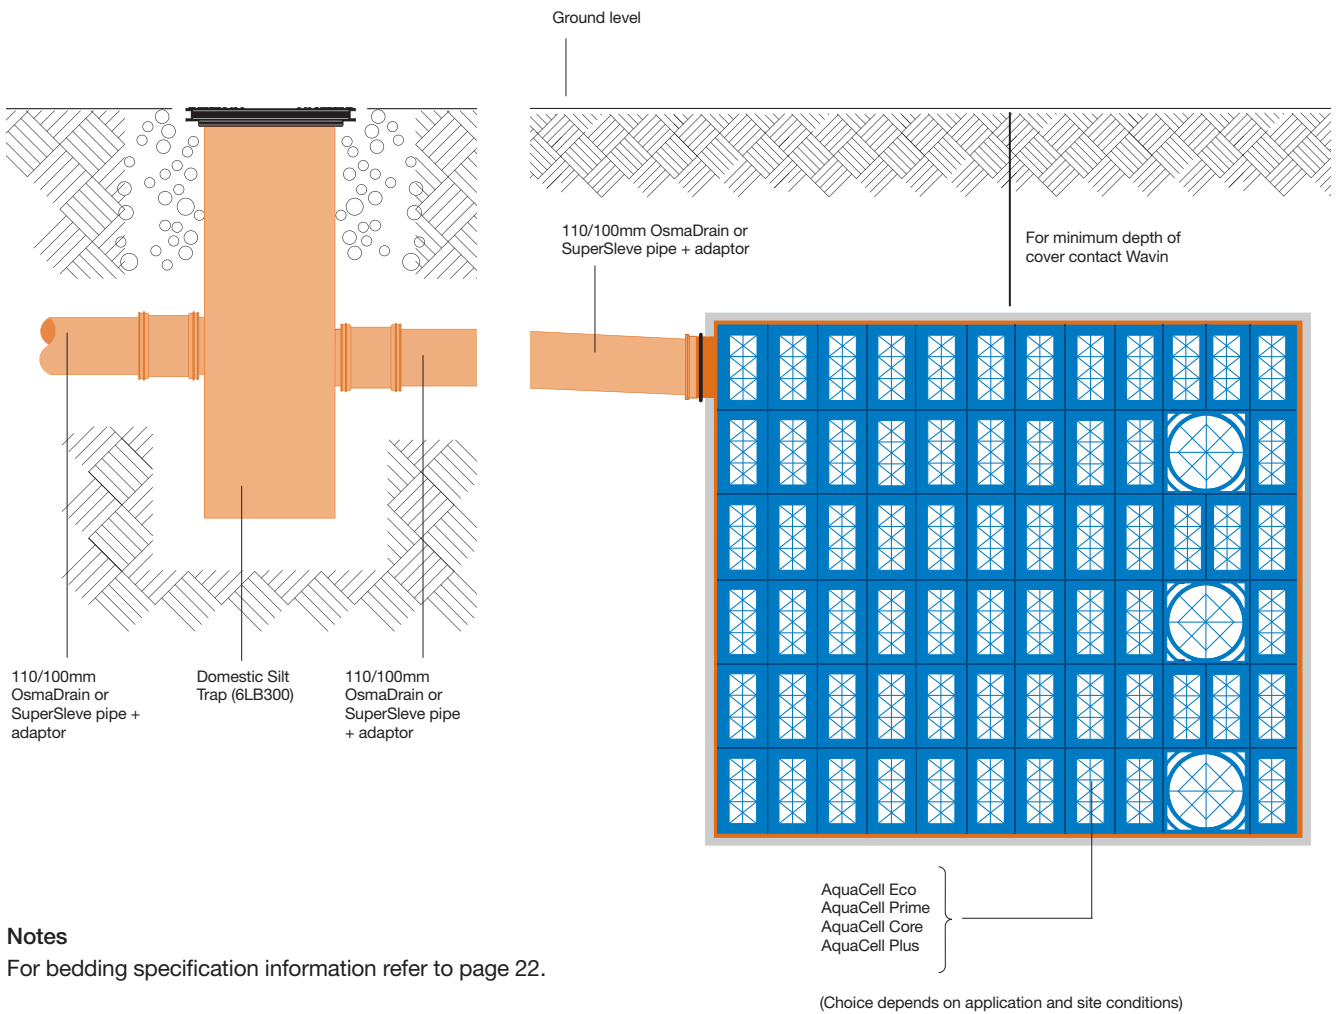 Ground level
110/100mm OsmaDrain or
SuperSleve pipe + adaptor
For minimum depth of
cover contact Wavin
110/100mm
OsmaDrain or
SuperSleve pipe +
adaptor
Domestic Silt
Trap (6LB300)
110/100mm
OsmaDrain or
SuperSleve pipe
+ adaptor
AquaCell Eco
AquaCell Prime
AquaCell Core
AquaCell Plus
(Choice depends on application and site conditions)
Notes
For bedding specification information refer to page 22.